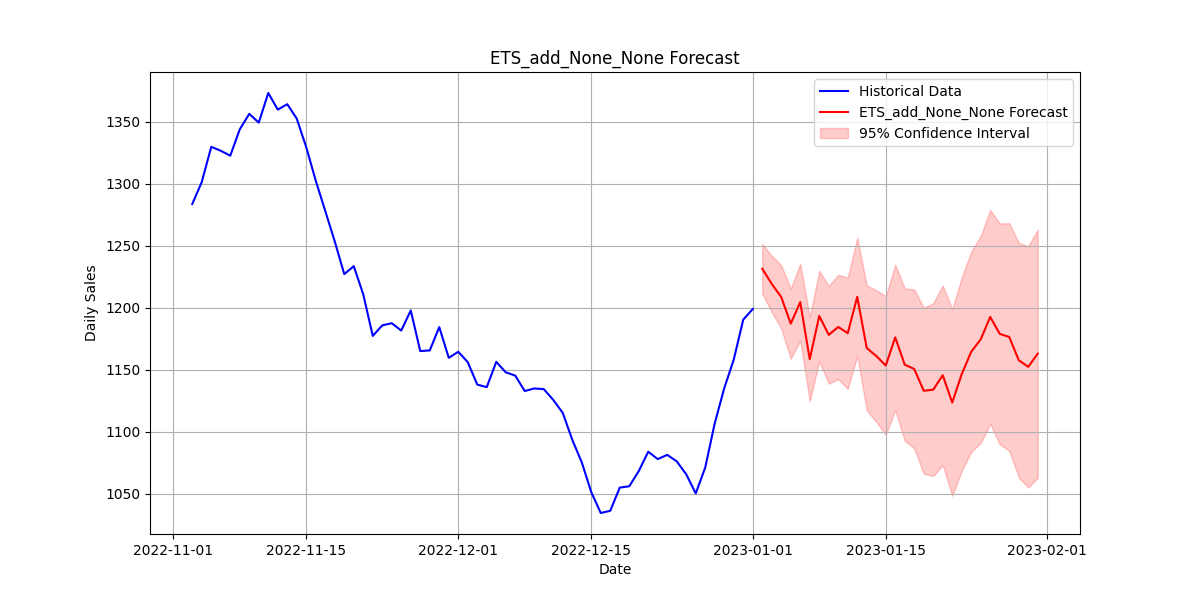 ETS_add_None_None Forecast
Historical Data
ETS_add_None_None Forecast
95% Confidence Interval
Daily Sales
1350
1300
1250
1200
1150
1100
1050
2022-11-01
2022-11-15
2022-12-01
2022-12-15
2023-01-01
2023-01-15
2023-02-01
Date